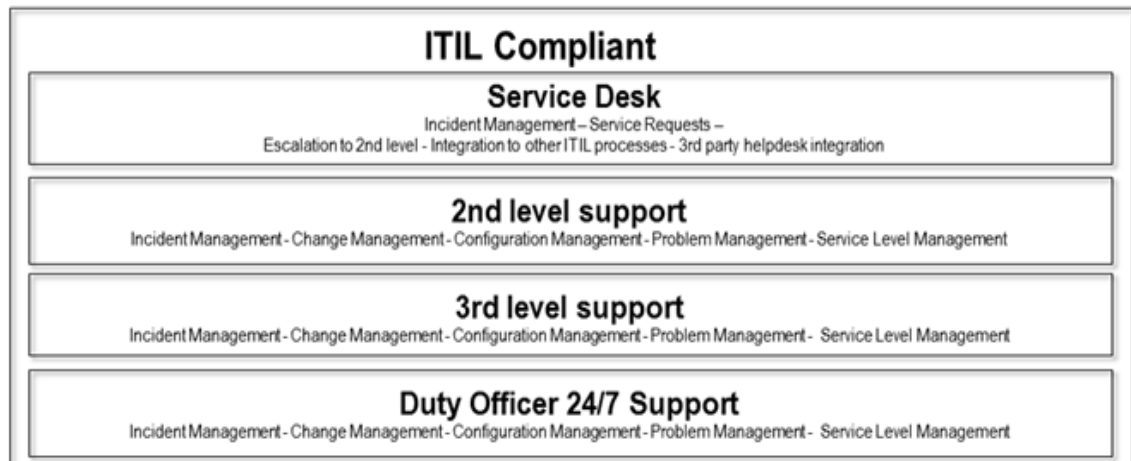 ITIL Compliant
Service Desk
Incident Management – Service Requests –
Escalation to 2nd level - Integration to other ITIL processes - 3rd party helpdesk integration
2nd level support
Incident Management - Change Management - Configuration Management - Problem Management - Service Level Management
3rd level support
Incident Management - Change Management - Configuration Management - Problem Management -  Service Level Management
Duty Officer 24/7 Support
Incident Management - Change Management - Configuration Management - Problem Management -  Service Level Management